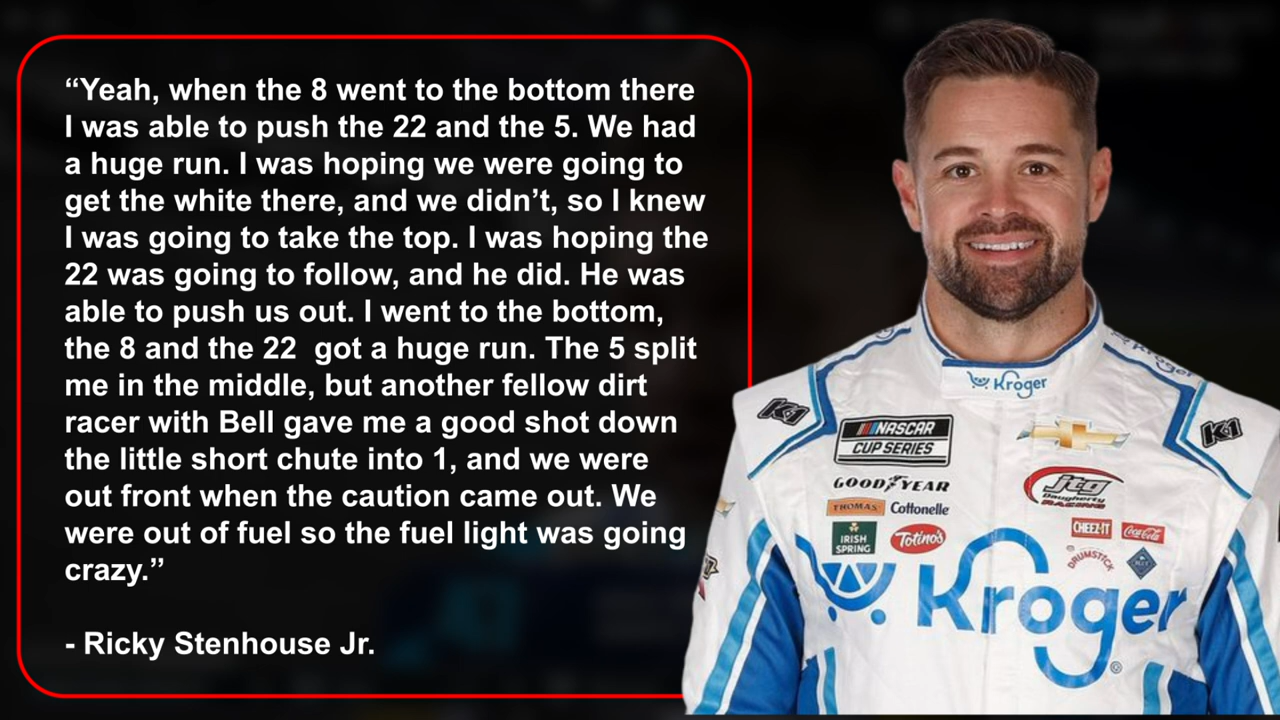 “Yeah, when the 8 went to the bottom there
I was able to push the 22 and the 5. We had
a huge run. I was hoping we were going to
get the white there, and we didn’t, so I knew
I was going to take the top. I was hoping the
22 was going to follow, and he did. He was
able to push us out. I went to the bottom,
the 8 and the 22  got a huge run. The 5 split
me in the middle, but another fellow dirt
racer with Bell gave me a good shot down
the little short chute into 1, and we were
out front when the caution came out. We
were out of fuel so the fuel light was going
crazy.”
- Ricky Stenhouse Jr.
Kroger
K1
K1
NASCAR
CUP SERIES
GOODYEAR
jtg
Daugherty
RACING
THOMAS'
Cottonelle
IRISH
SPRING
Totino's
CHEEZ-IT
Coca-Cola
DRUMSTICK
Kroger